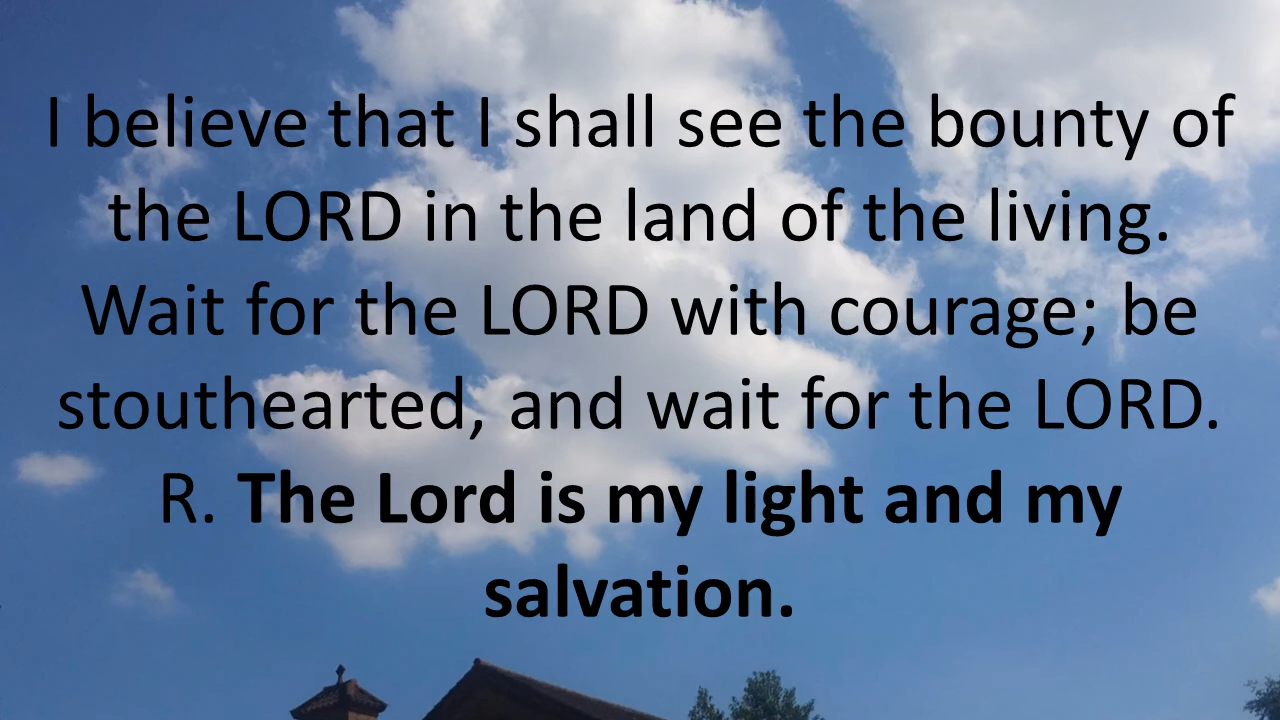 I believe that I shall see the bounty of
the LORD in the land of the living.
Wait for the LORD with courage; be
stouthearted, and wait for the LORD.
R. The Lord is my light and my
salvation.